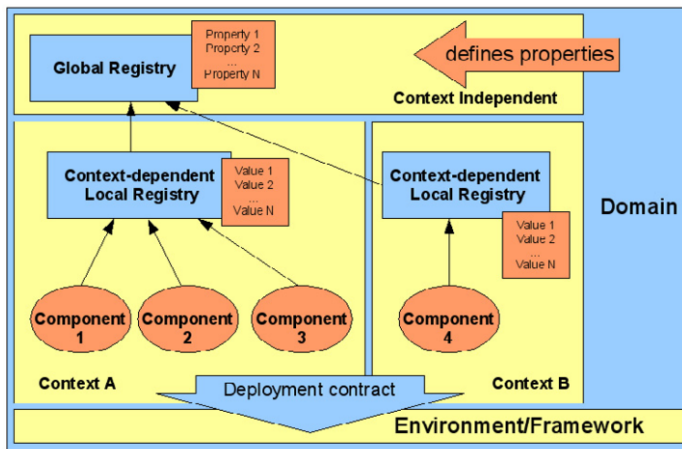 Property 1
Property 2
...
Property N
Global Registry
defines properties
Context Independent
Context-dependent
Local Registry
Value 1
Value 2
...
Value N
Context-dependent
Local Registry
Value 1
Value 2
...
Value N
Domain
Component
1
Component
2
Component
3
Component
4
Context A
Deployment contract
Context B
Environment/Framework